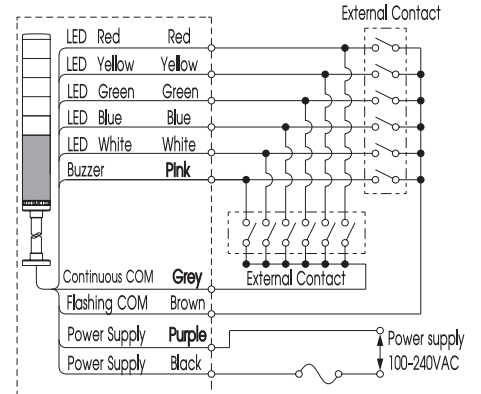 External Contact
LED Red Red
LED Yellow Yellow
LED Green Green
LED Blue Blue
LED White White
Buzzer Pink
Continuous COM Grey External Contact
Flashing COM Brown
Power Supply Purple Power supply
Power Supply Black 100-240VAC